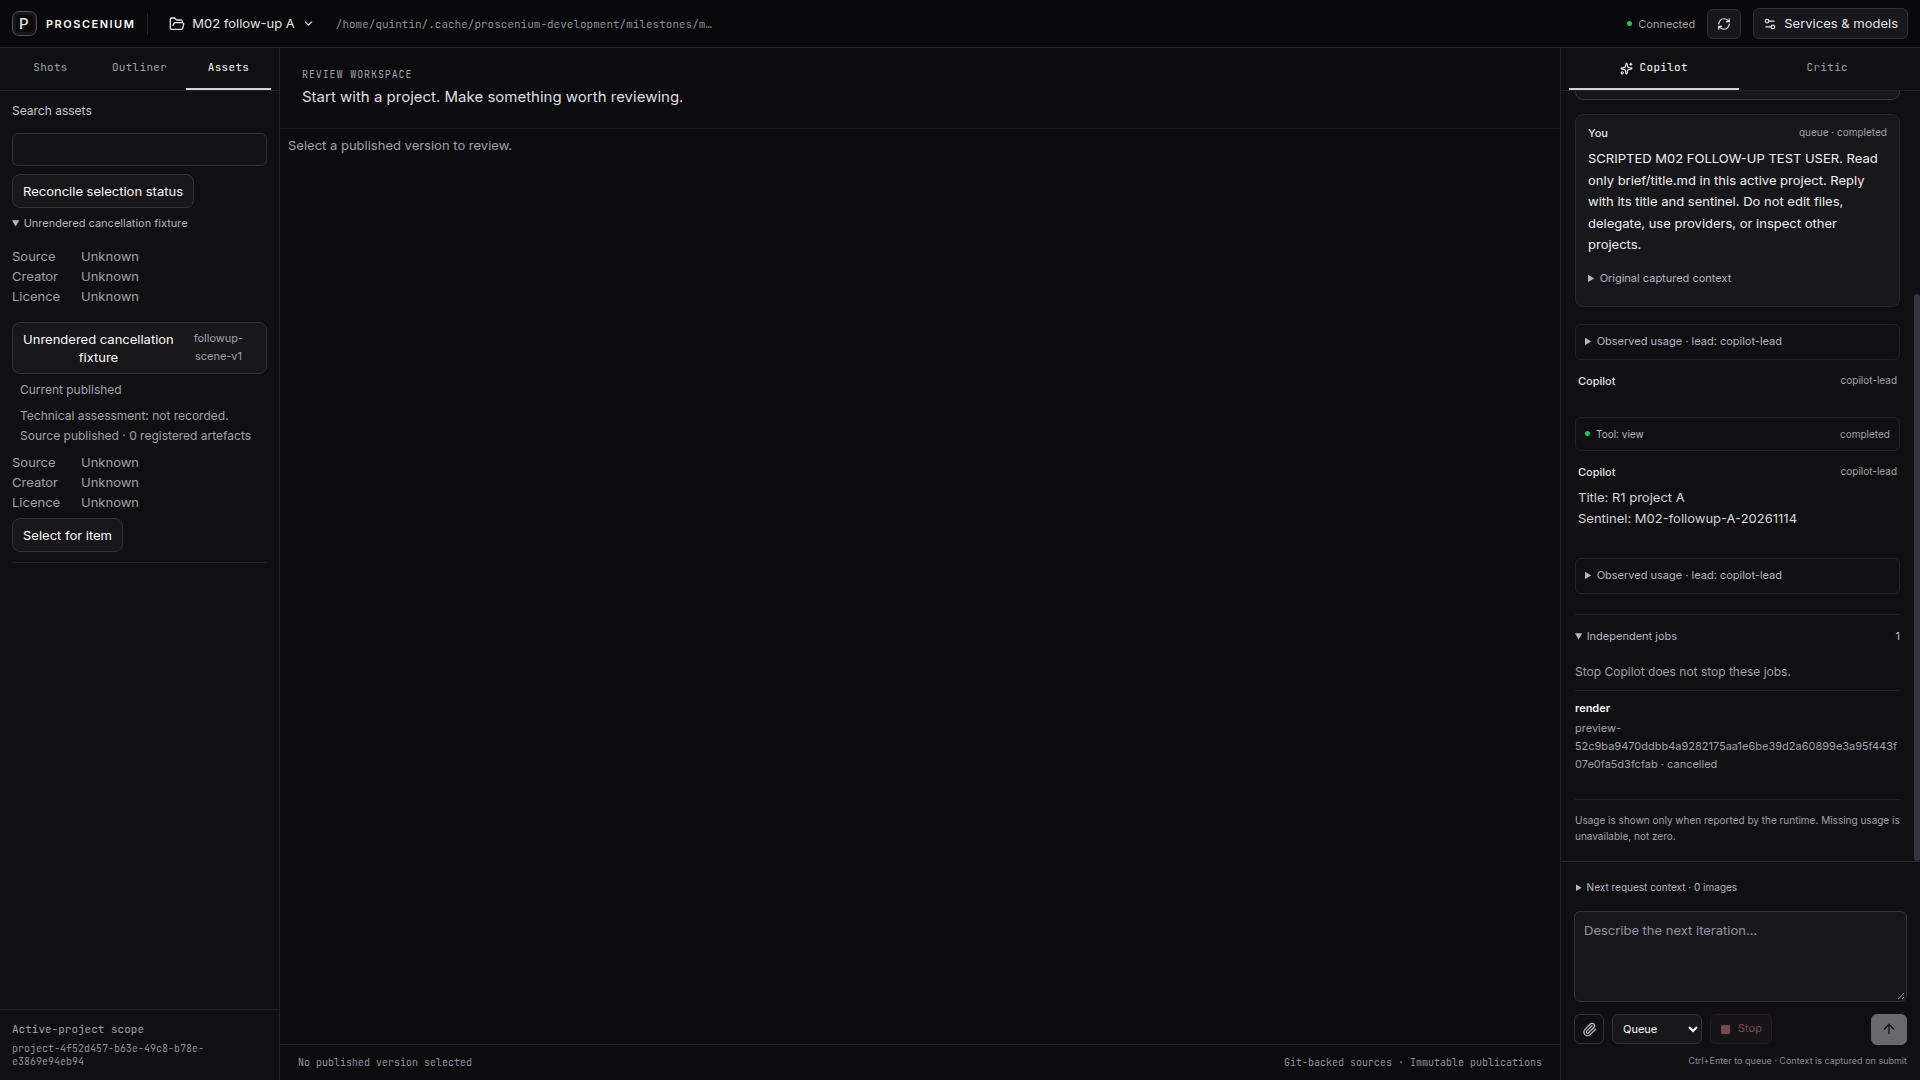 P PROSCENIUM
M02 follow-up A
/home/quintin/.cache/proscenium-development/milestones/m…
Connected
Services & models
Shots
Outliner
Assets
Search assets
Reconcile selection status
Unrendered cancellation fixture
Source Unknown
Creator Unknown
Licence Unknown
Unrendered cancellation
fixture
followup-
scene-v1
Current published
Technical assessment: not recorded.
Source published · 0 registered artefacts
Source Unknown
Creator Unknown
Licence Unknown
Select for item
Active-project scope
project-4f52d457-b63e-49c8-b78e-
e3869e94eb94
REVIEW WORKSPACE
Start with a project. Make something worth reviewing.
Select a published version to review.
No published version selected
Git-backed sources · Immutable publications
Copilot
Critic
You
queue · completed
SCRIPTED M02 FOLLOW-UP TEST USER. Read
only brief/title.md in this active project. Reply
with its title and sentinel. Do not edit files,
delegate, use providers, or inspect other
projects.
Original captured context
Observed usage · lead: copilot-lead
Copilot
copilot-lead
Tool: view
completed
Copilot
copilot-lead
Title: R1 project A
Sentinel: M02-followup-A-20261114
Observed usage · lead: copilot-lead
Independent jobs
1
Stop Copilot does not stop these jobs.
render
preview-
52c9ba9470ddbb4a9282175aa1e6be39d2a60899e3a95f443f
07e0fa5d3fcfab · cancelled
Usage is shown only when reported by the runtime. Missing usage is
unavailable, not zero.
Next request context · 0 images
Describe the next iteration...
Queue
Stop
Ctrl+Enter to queue · Context is captured on submit